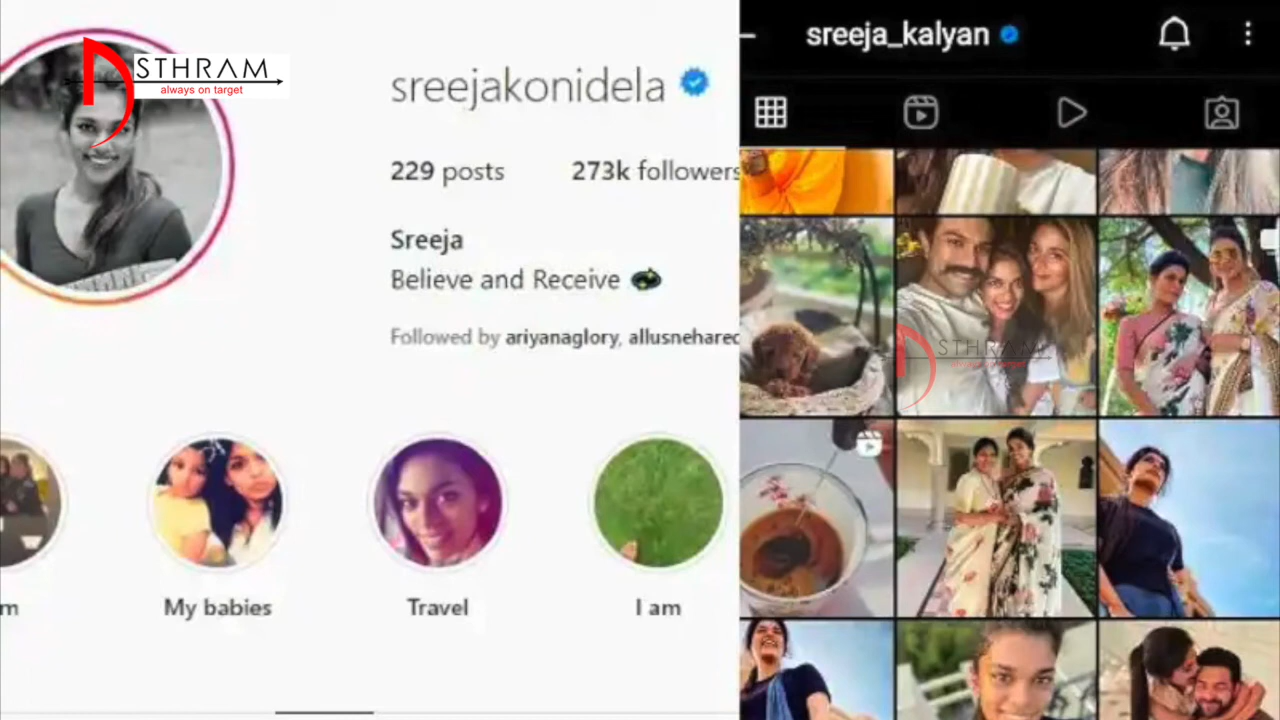 STHRAM
always on target
sreejakonidela
229 posts 273k followers
Sreeja
Believe and Receive
Followed by ariyanaglory, allusnehared
m
My babies
Travel
I am
sreeja_kalyan
STHRAM